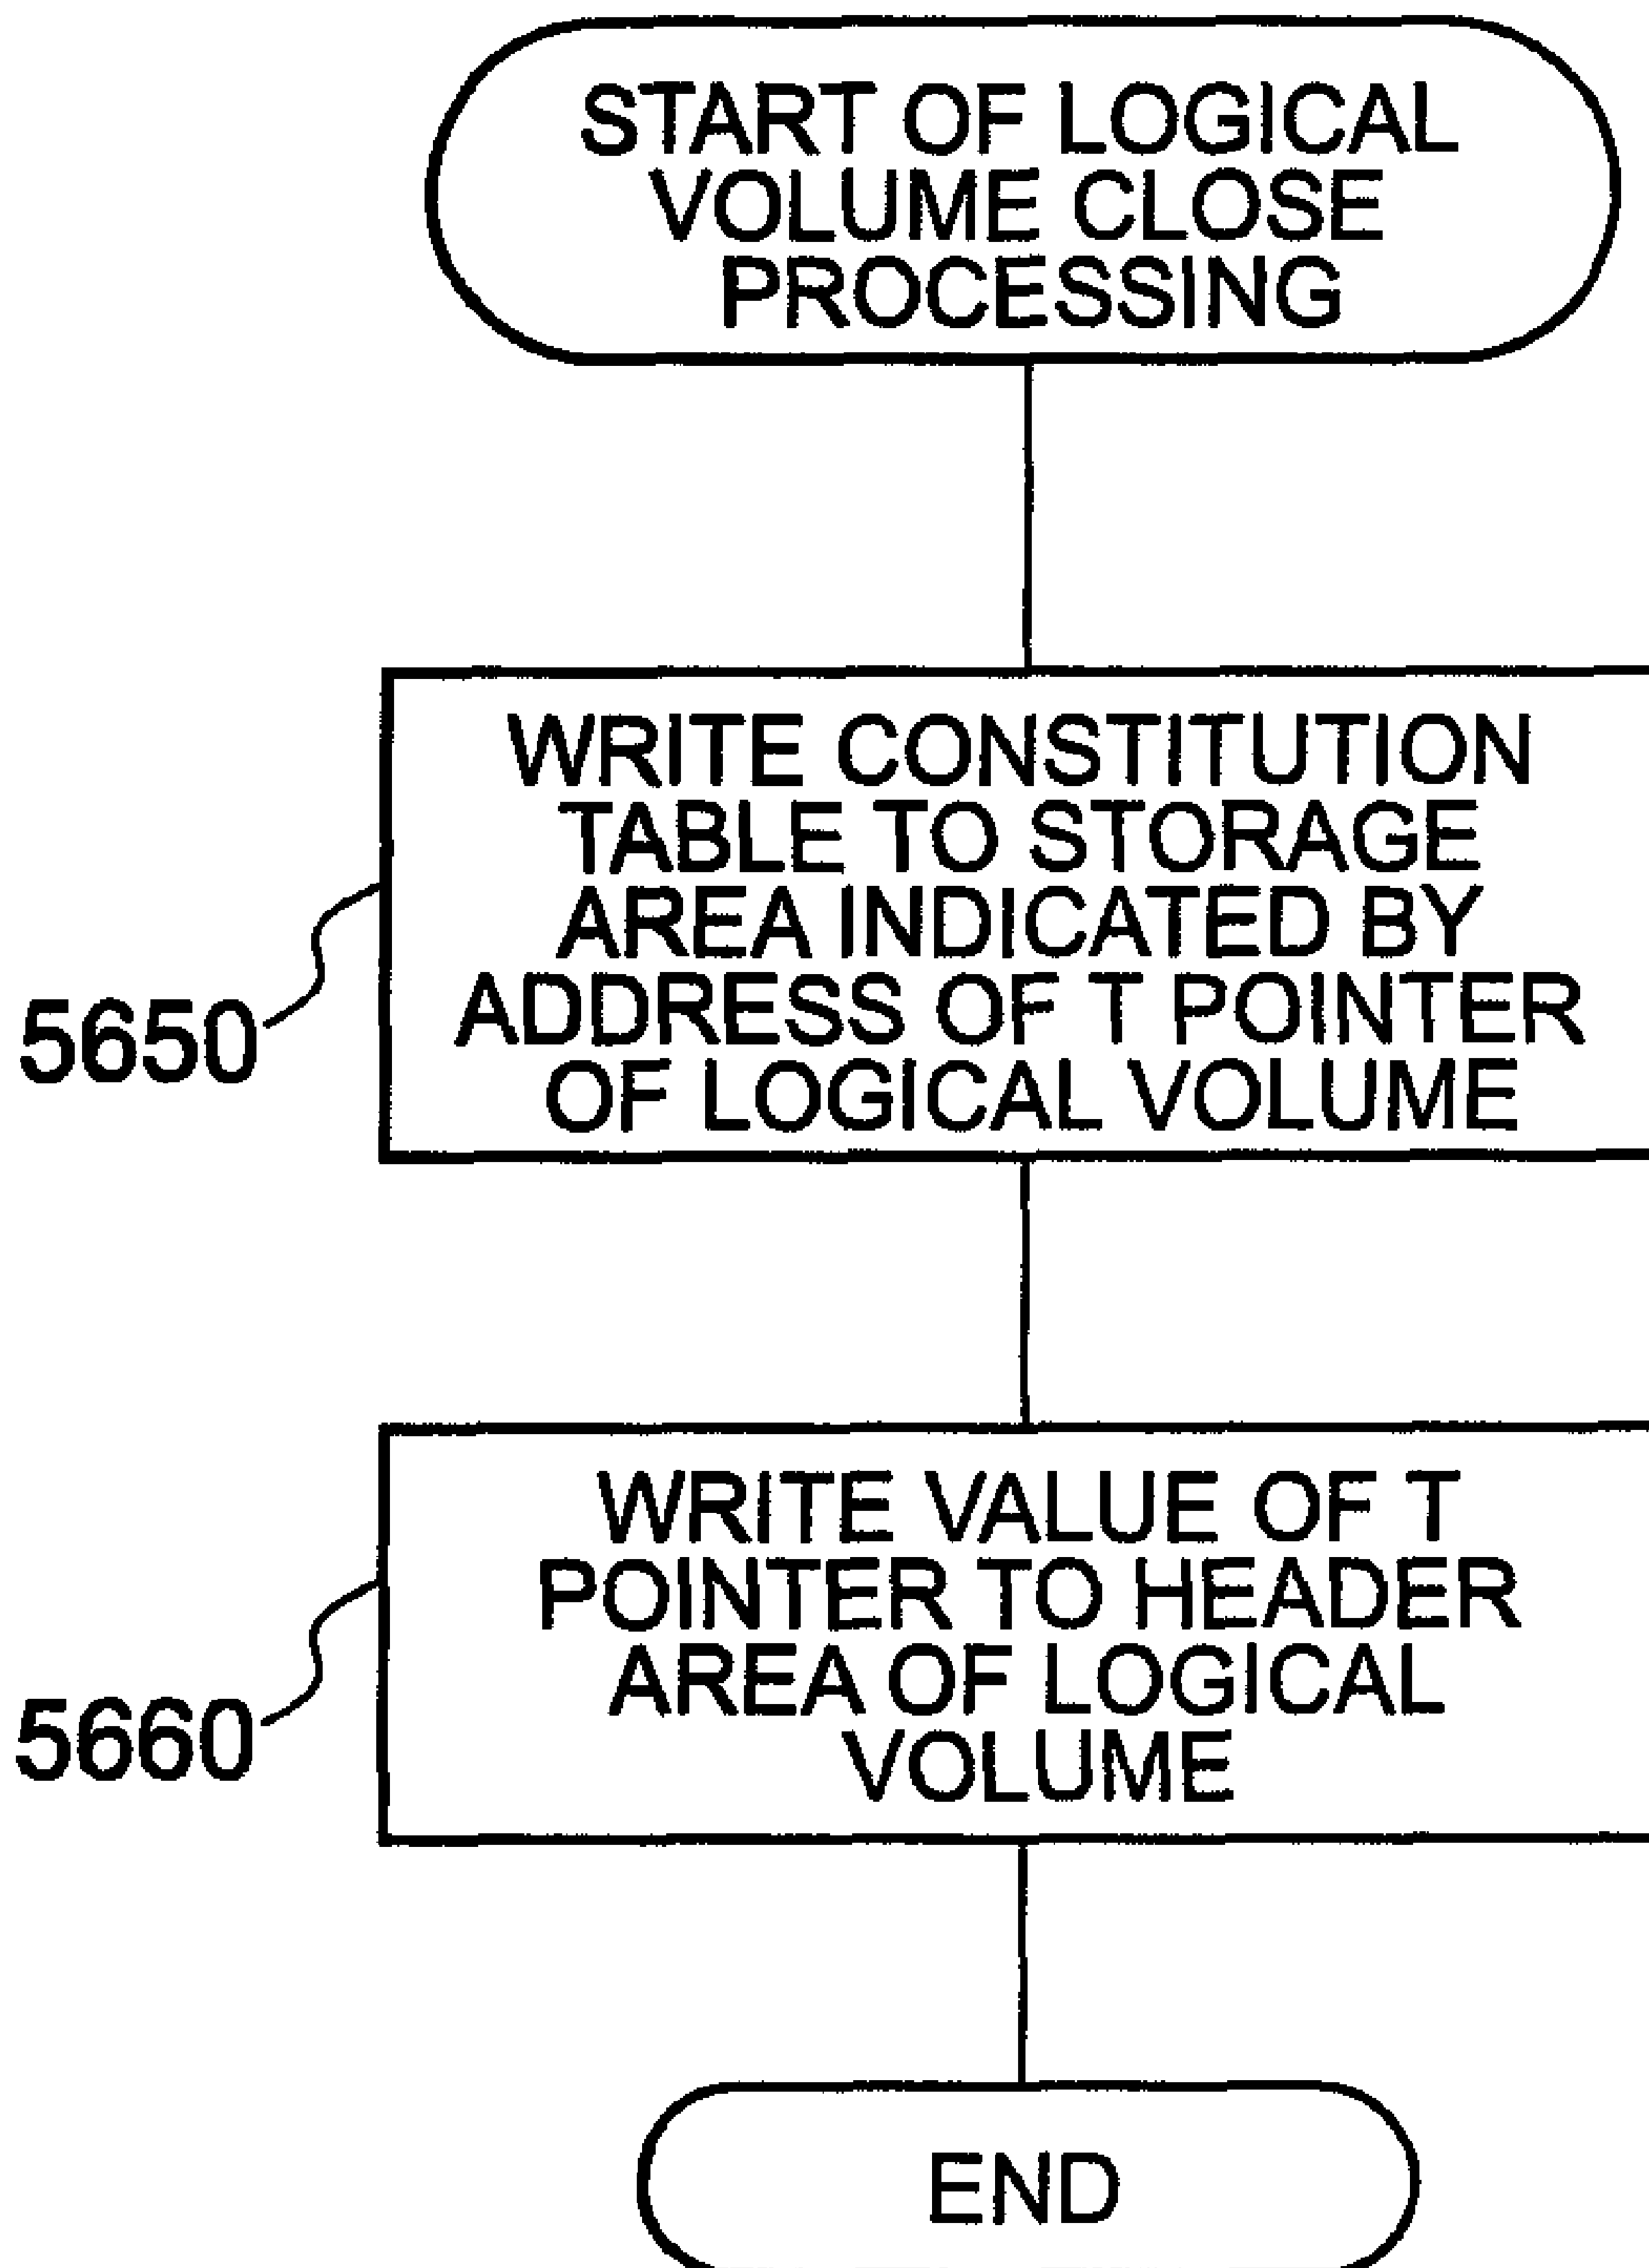 START OF LOGICAL
VOLUME CLOSE
PROCESSING
WRITE CONSTITUTION
TABLE TO STORAGE
AREA INDICATED BY
ADDRESS OF T POINTER
OF LOGICAL VOLUME
5650
WRITE VALUE OF T
POINTER TO HEADER
AREA OF LOGICAL
VOLUME
5660
END